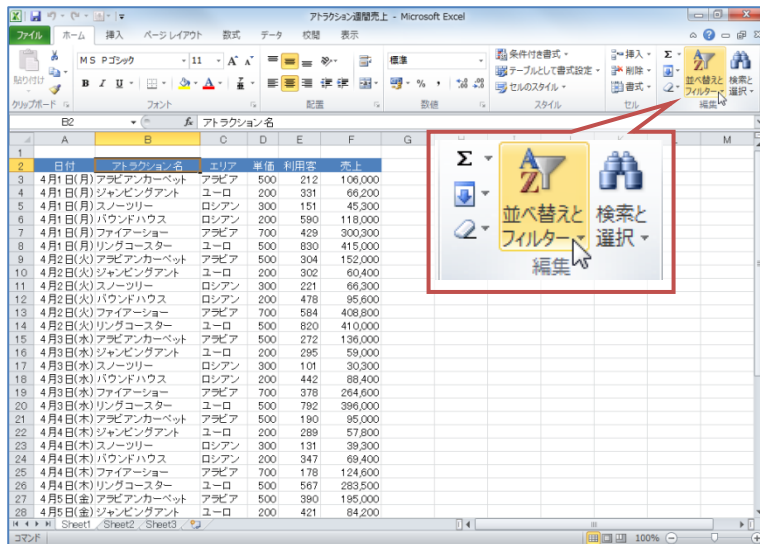 アトラクション週間売上 - Microsoft Excel
ファイル ホーム 挿入 ページレイアウト 数式 データ 校閲 表示
貼り付け MS Pゴシック 11 標準 条件付き書式 テーブルとして書式設定 セルのスタイル 挿入 削除 書式 並べ替えと フィルター 検索と 選択
クリップボード フォント 配置 数値 スタイル セル 編集
B2 fx アトラクション名
A B C D E F G M
1
2 日付 アトラクション名 エリア 単価 利用客 売上
3 4月1日(月) アラビアンカーペット アラビア 500 212 106,000
4 4月1日(月) ジャンピングアント ユーロ 200 331 66,200
5 4月1日(月) スノーツリー ロシアン 300 151 45,300
6 4月1日(月) バウンドハウス ロシアン 200 590 118,000
7 4月1日(月) ファイアーショー アラビア 700 429 300,300
8 4月1日(月) リングコースター ユーロ 500 830 415,000
9 4月2日(火) アラビアンカーペット アラビア 500 304 152,000
10 4月2日(火) ジャンピングアント ユーロ 200 302 60,400
11 4月2日(火) スノーツリー ロシアン 300 221 66,300
12 4月2日(火) バウンドハウス ロシアン 200 478 95,600
13 4月2日(火) ファイアーショー アラビア 700 584 408,800
14 4月2日(火) リングコースター ユーロ 500 820 410,000
15 4月3日(水) アラビアンカーペット アラビア 500 272 136,000
16 4月3日(水) ジャンピングアント ユーロ 200 295 59,000
17 4月3日(水) スノーツリー ロシアン 300 101 30,300
18 4月3日(水) バウンドハウス ロシアン 200 442 88,400
19 4月3日(水) ファイアーショー アラビア 700 378 264,600
20 4月3日(水) リングコースター ユーロ 500 792 396,000
21 4月4日(木) アラビアンカーペット アラビア 500 190 95,000
22 4月4日(木) ジャンピングアント ユーロ 200 289 57,800
23 4月4日(木) スノーツリー ロシアン 300 131 39,300
24 4月4日(木) バウンドハウス ロシアン 200 347 69,400
25 4月4日(木) ファイアーショー アラビア 700 178 124,600
26 4月4日(木) リングコースター ユーロ 500 567 283,500
27 4月5日(金) アラビアンカーペット アラビア 500 390 195,000
28 4月5日(金) ジャンピングアント ユーロ 200 421 84,200
Σ 並べ替えと 検索と
フィルター 選択
編集
Sheet1 Sheet2 Sheet3
コマンド 100%